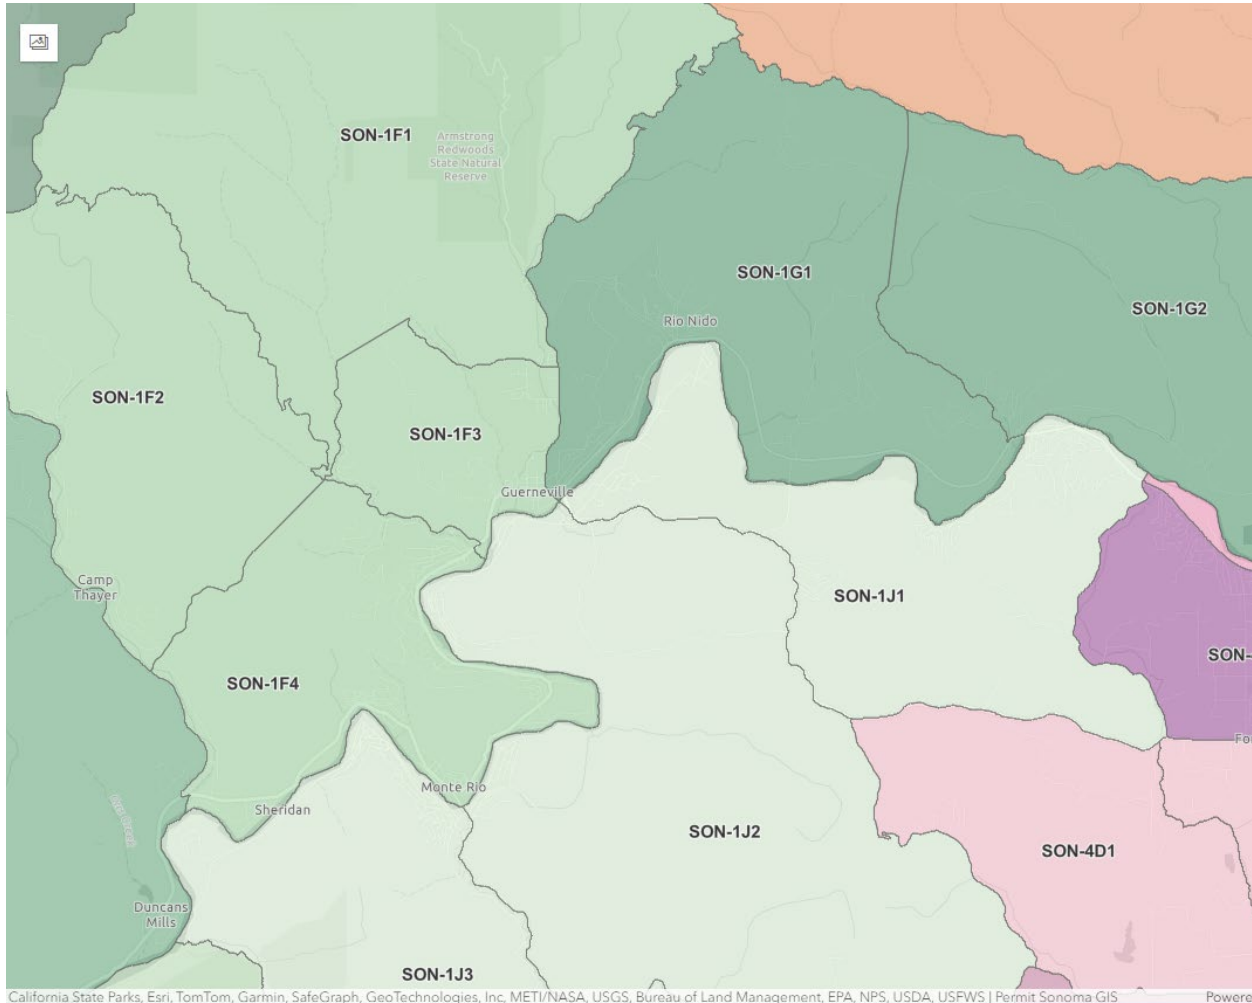 SON-1F1
Armstrong
Redwoods
State Natural
Reserve
SON-1G1
SON-1G2
Rio Nido
SON-1F2
SON-1F3
Guerneville
Camp
Thayer
SON-1J1
SON-
SON-1F4
Fo
Monte Rio
Sheridan
SON-1J2
SON-4D1
Duncans
Mills
SON-1J3
California State Parks, Esri, TomTom, Garmin, SafeGraph, GeoTechnologies, Inc, METI/NASA, USGS, Bureau of Land Management, EPA, NPS, USDA, USFWS | Permit Sonoma GIS
Powere